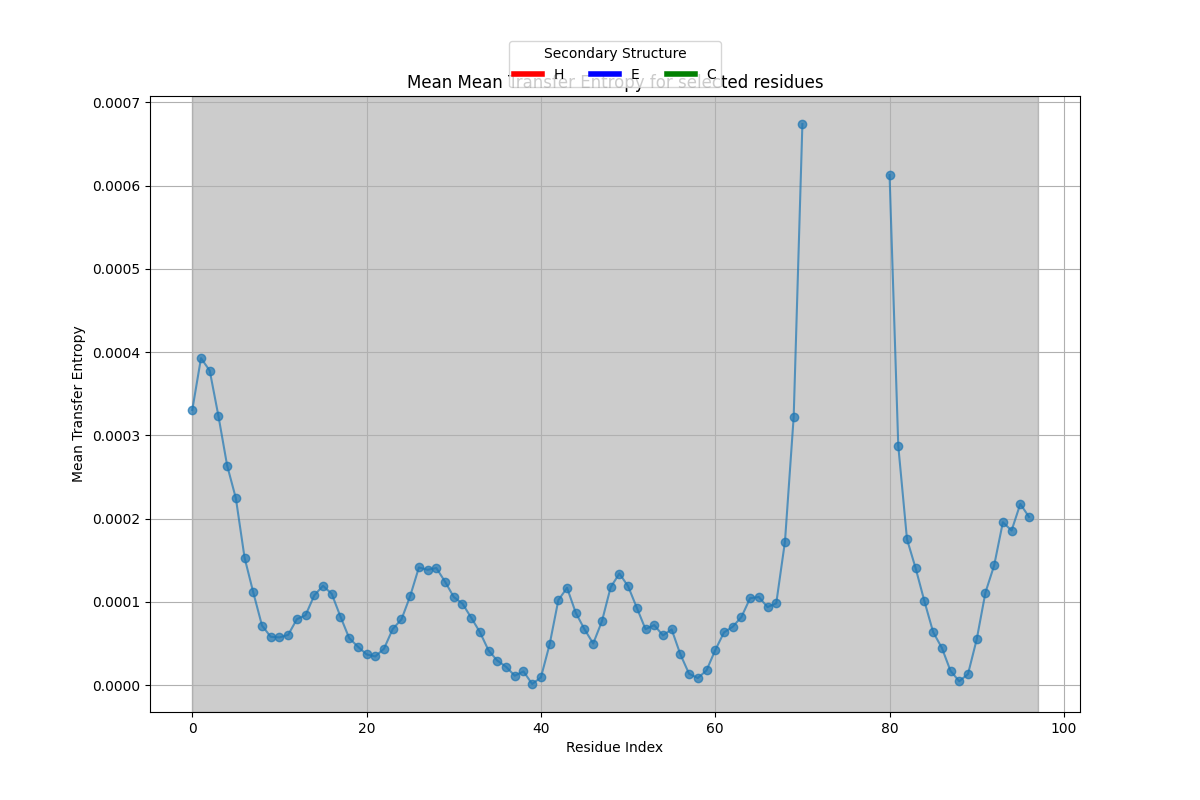 Secondary Structure
H E C
Mean Mean Transfer Entropy for selected residues
0.0007
0.0006
0.0005
0.0004
0.0003
0.0002
0.0001
0.0000
Mean Transfer Entropy
0 20 40 60 80 100
Residue Index